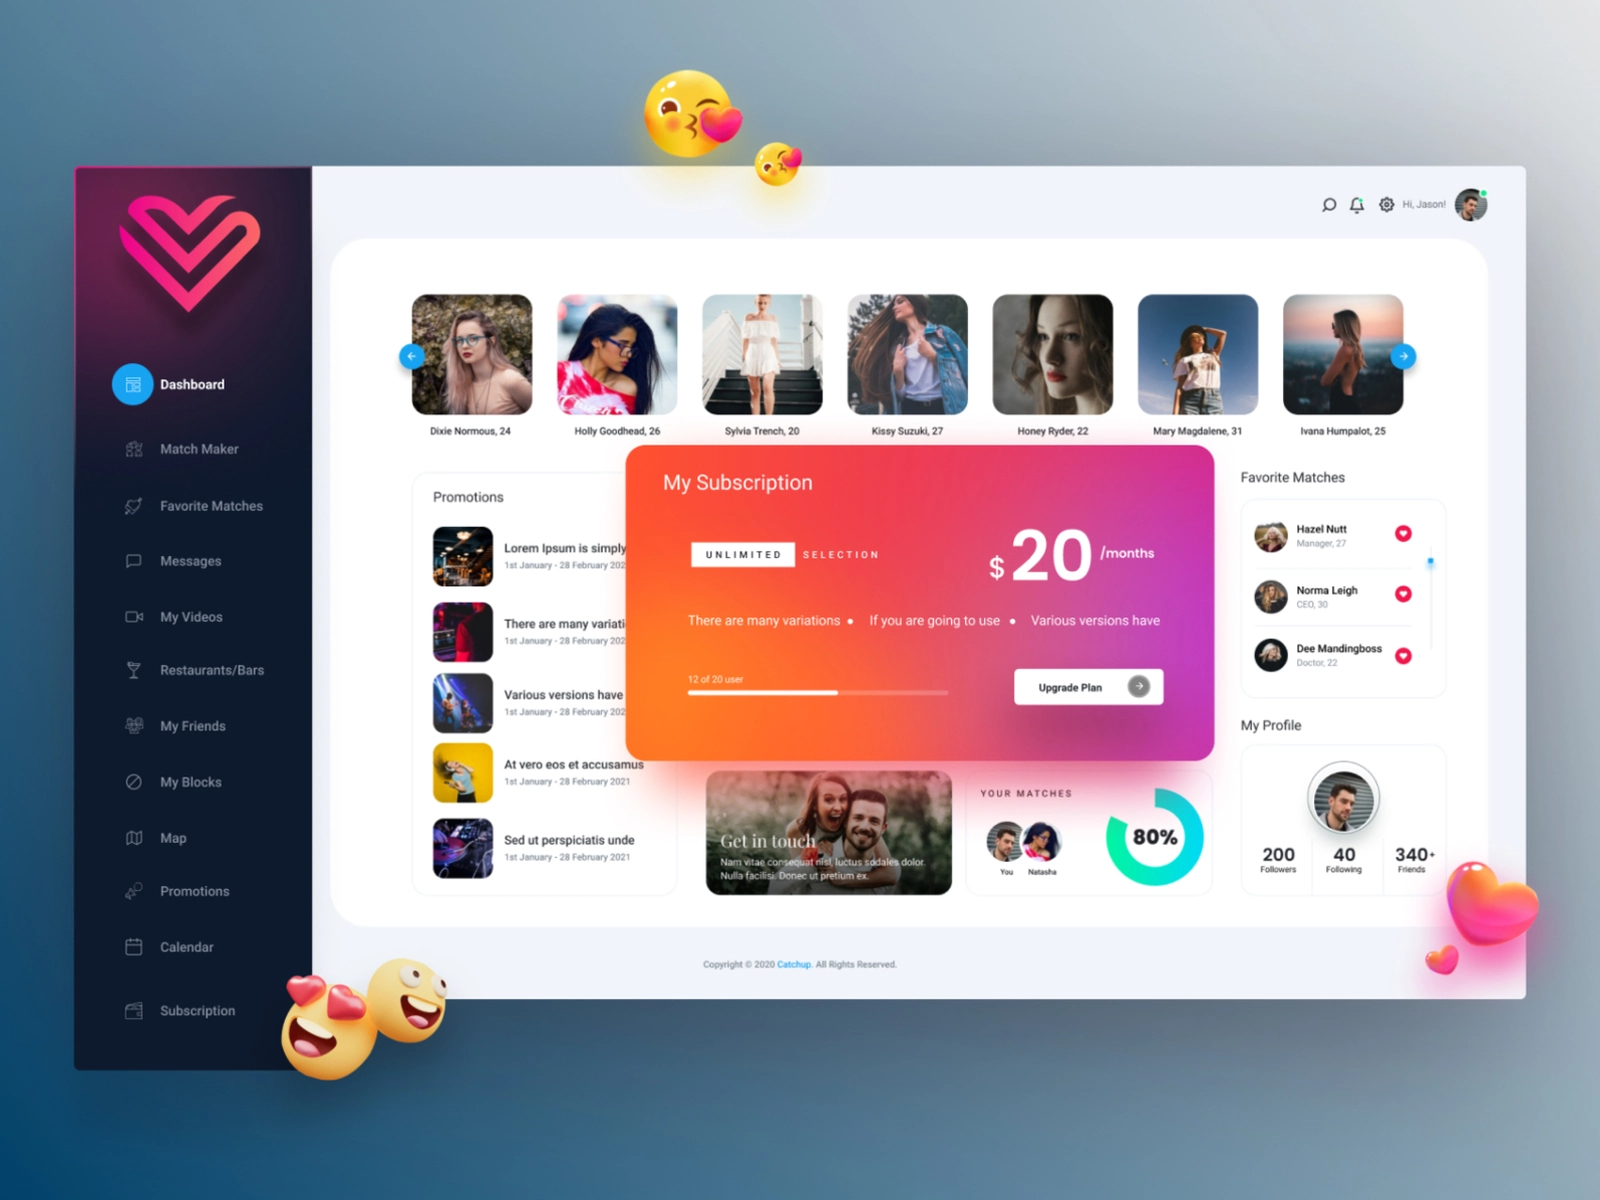 Hi, Jason!
Dashboard
Match Maker
Favorite Matches
Messages
My Videos
Restaurants/Bars
My Friends
My Blocks
Map
Promotions
Calendar
Subscription
Dixie Normous, 24
Holly Goodhead, 26
Sylvia Trench, 20
Kissy Suzuki, 27
Honey Ryder, 22
Mary Magdalene, 31
Ivana Humpalot, 25
Promotions
Lorem Ipsum is simply
1st January - 28 February 202
There are many variati
1st January - 28 February 202
Various versions have
1st January - 28 February 202
At vero eos et accusamus
1st January - 28 February 2021
Sed ut perspiciatis unde
1st January - 28 February 2021
My Subscription
UNLIMITED SELECTION
$20 /months
There are many variations • If you are going to use • Various versions have
12 of 20 user
Upgrade Plan
Get in touch
Nam vitae consequat nisl, luctus sodales dolor.
Nulla facilisi. Donec ut pretium ex.
YOUR MATCHES
You
Natasha
80%
Favorite Matches
Hazel Nutt
Manager, 27
Norma Leigh
CEO, 30
Dee Mandingboss
Doctor, 22
My Profile
200
Followers
40
Following
340+
Friends
Copyright © 2020 Catchup. All Rights Reserved.